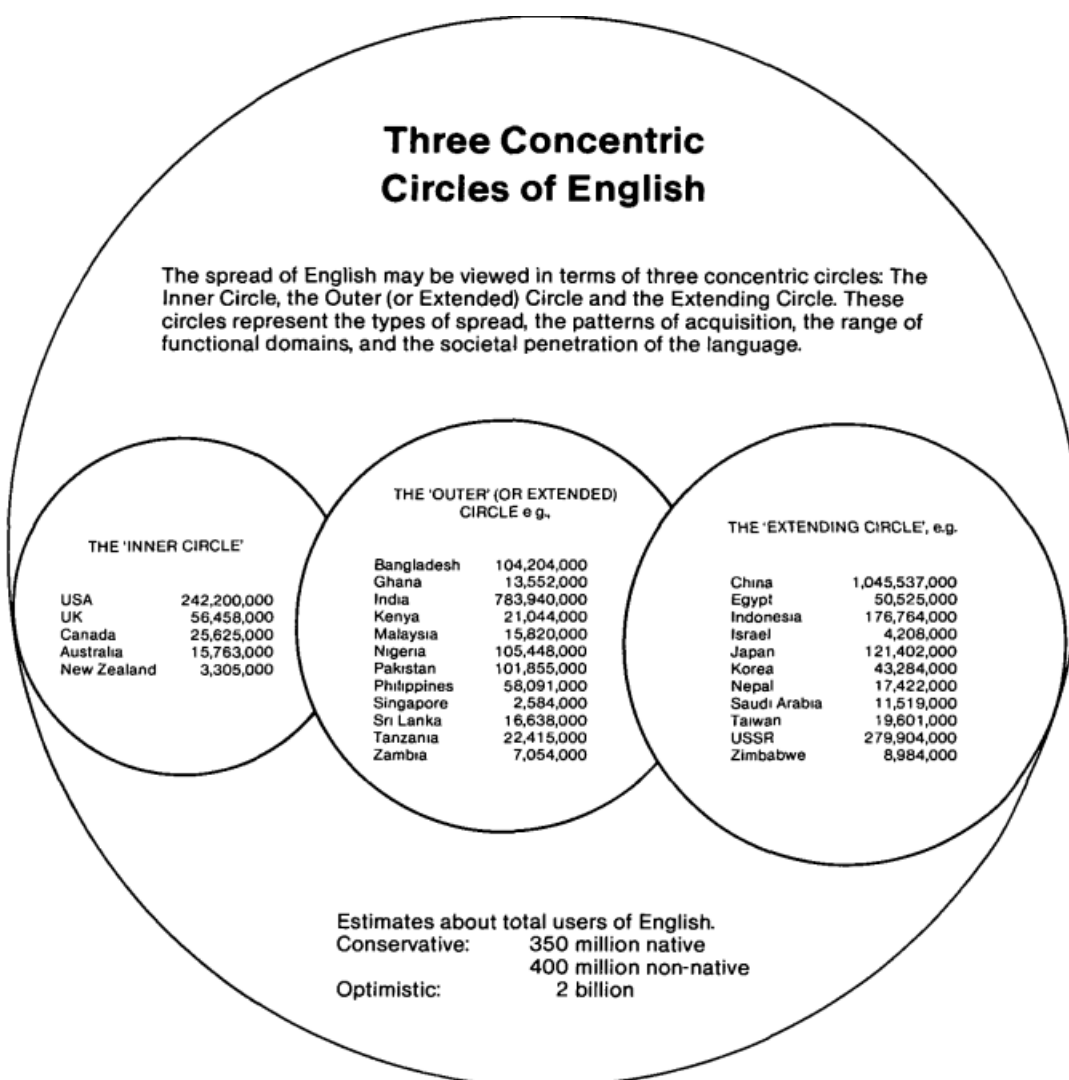 Three Concentric
Circles of English
The spread of English may be viewed in terms of three concentric circles: The
Inner Circle, the Outer (or Extended) Circle and the Extending Circle. These
circles represent the types of spread, the patterns of acquisition, the range of
functional domains, and the societal penetration of the language.
THE 'INNER CIRCLE'
USA 242,200,000
UK 56,458,000
Canada 25,625,000
Australia 15,763,000
New Zealand 3,305,000
THE 'OUTER' (OR EXTENDED)
CIRCLE e g.,
Bangladesh 104,204,000
Ghana 13,552,000
India 783,940,000
Kenya 21,044,000
Malaysia 15,820,000
Nigeria 105,448,000
Pakistan 101,855,000
Philippines 58,091,000
Singapore 2,584,000
Sri Lanka 16,638,000
Tanzania 22,415,000
Zambia 7,054,000
THE 'EXTENDING CIRCLE', e.g.
China 1,045,537,000
Egypt 50,525,000
Indonesia 176,764,000
Israel 4,208,000
Japan 121,402,000
Korea 43,284,000
Nepal 17,422,000
Saudi Arabia 11,519,000
Taiwan 19,601,000
USSR 279,904,000
Zimbabwe 8,984,000
Estimates about total users of English.
Conservative: 350 million native
400 million non-native
Optimistic: 2 billion